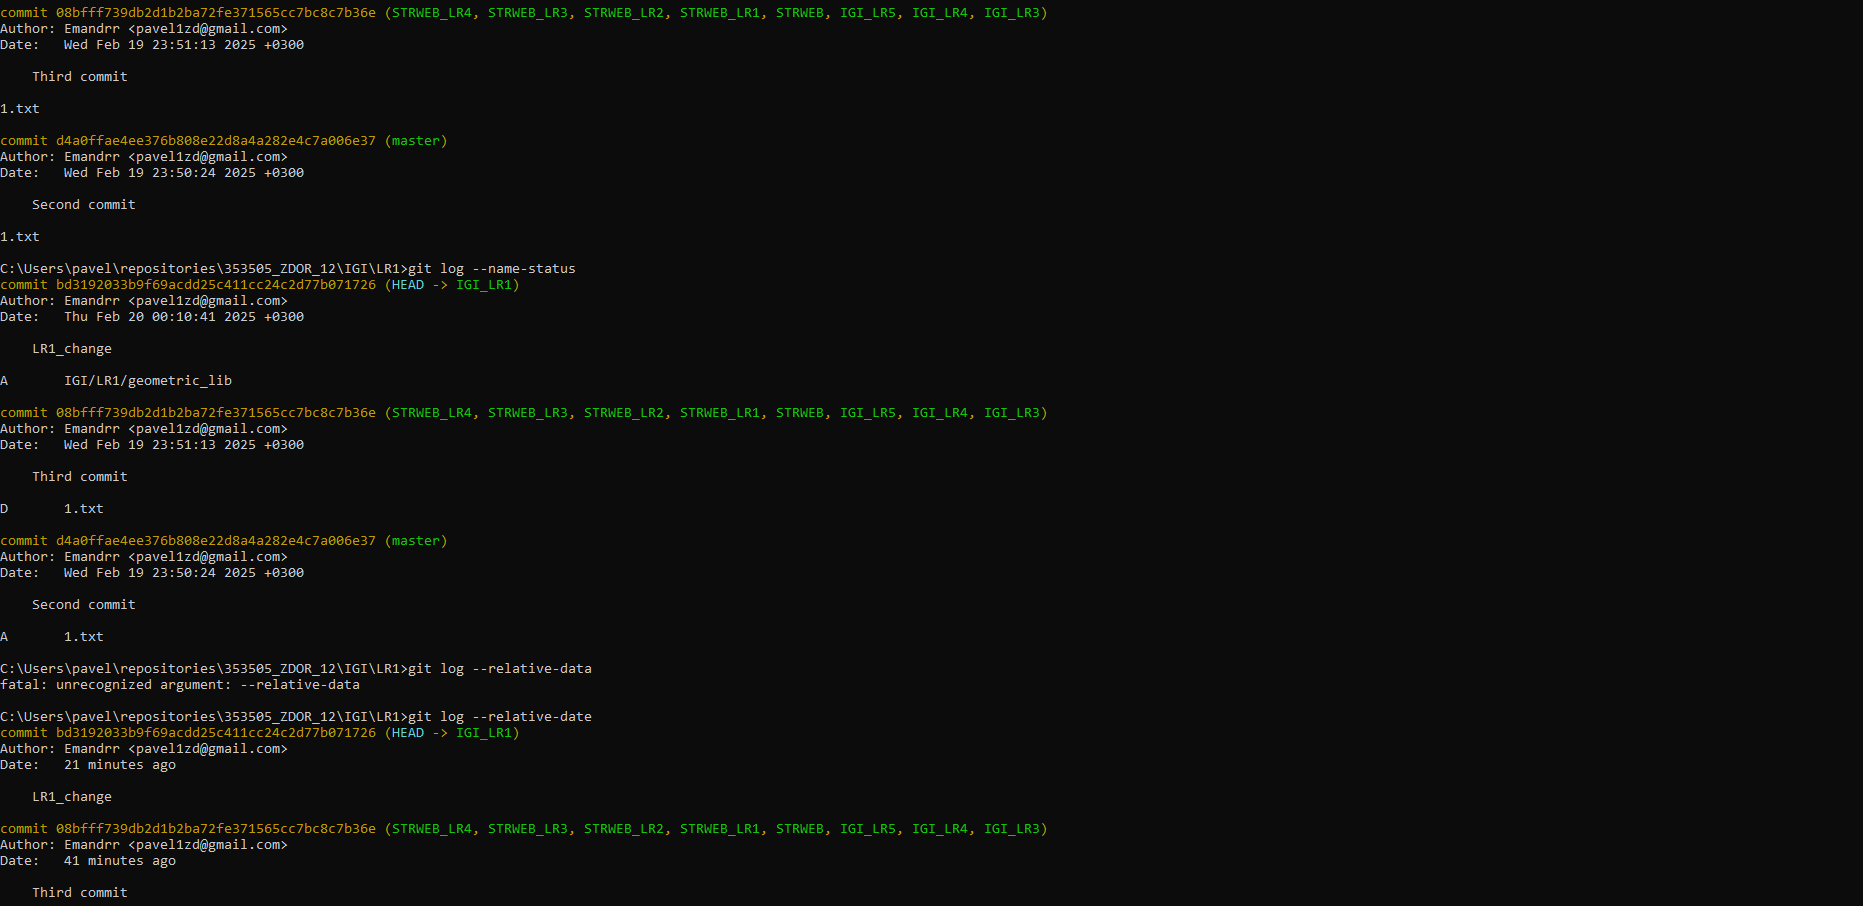 commit 08bfff739db2d1b2ba72fe371565cc7bc8c7b36e (STRWEB_LR4, STRWEB_LR3, STRWEB_LR2, STRWEB_LR1, STRWEB, IGI_LR5, IGI_LR4, IGI_LR3)
Author: Emandrr <pavel1zd@gmail.com>
Date:   Wed Feb 19 23:51:13 2025 +0300

    Third commit

1.txt

commit d4a0ffae4ee376b808e22d8a4a282e4c7a006e37 (master)
Author: Emandrr <pavel1zd@gmail.com>
Date:   Wed Feb 19 23:50:24 2025 +0300

    Second commit

1.txt

C:\Users\pavel\repositories\353505_ZDOR_12\IGI\LR1>git log --name-status
commit bd3192033b9f69acdd25c411cc24c2d77b071726 (HEAD -> IGI_LR1)
Author: Emandrr <pavel1zd@gmail.com>
Date:   Thu Feb 20 00:10:41 2025 +0300

    LR1_change

A       IGI/LR1/geometric_lib

commit 08bfff739db2d1b2ba72fe371565cc7bc8c7b36e (STRWEB_LR4, STRWEB_LR3, STRWEB_LR2, STRWEB_LR1, STRWEB, IGI_LR5, IGI_LR4, IGI_LR3)
Author: Emandrr <pavel1zd@gmail.com>
Date:   Wed Feb 19 23:51:13 2025 +0300

    Third commit

D       1.txt

commit d4a0ffae4ee376b808e22d8a4a282e4c7a006e37 (master)
Author: Emandrr <pavel1zd@gmail.com>
Date:   Wed Feb 19 23:50:24 2025 +0300

    Second commit

A       1.txt

C:\Users\pavel\repositories\353505_ZDOR_12\IGI\LR1>git log --relative-data
fatal: unrecognized argument: --relative-data

C:\Users\pavel\repositories\353505_ZDOR_12\IGI\LR1>git log --relative-date
commit bd3192033b9f69acdd25c411cc24c2d77b071726 (HEAD -> IGI_LR1)
Author: Emandrr <pavel1zd@gmail.com>
Date:   21 minutes ago

    LR1_change

commit 08bfff739db2d1b2ba72fe371565cc7bc8c7b36e (STRWEB_LR4, STRWEB_LR3, STRWEB_LR2, STRWEB_LR1, STRWEB, IGI_LR5, IGI_LR4, IGI_LR3)
Author: Emandrr <pavel1zd@gmail.com>
Date:   41 minutes ago

    Third commit